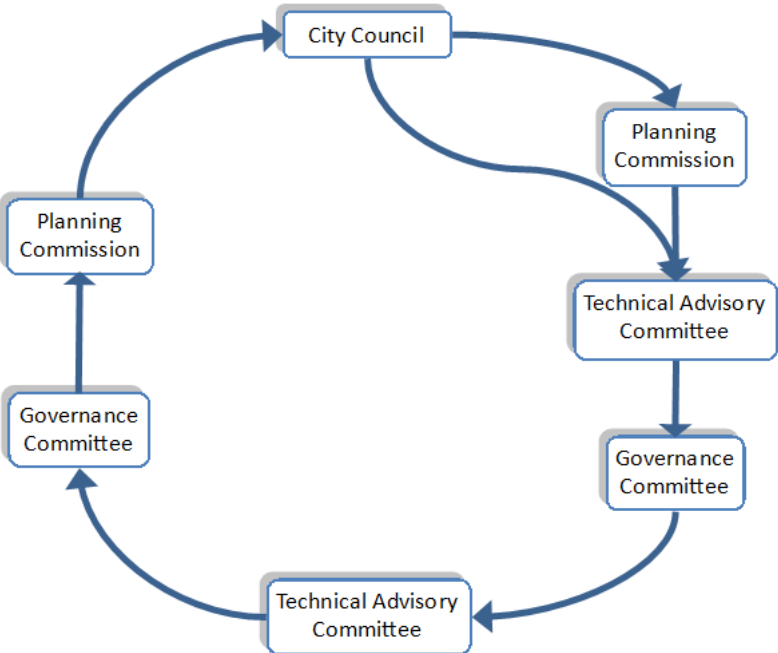 City Council
Planning
Commission
Technical Advisory
Committee
Governance
Committee
Technical Advisory
Committee
Governance
Committee
Planning
Commission